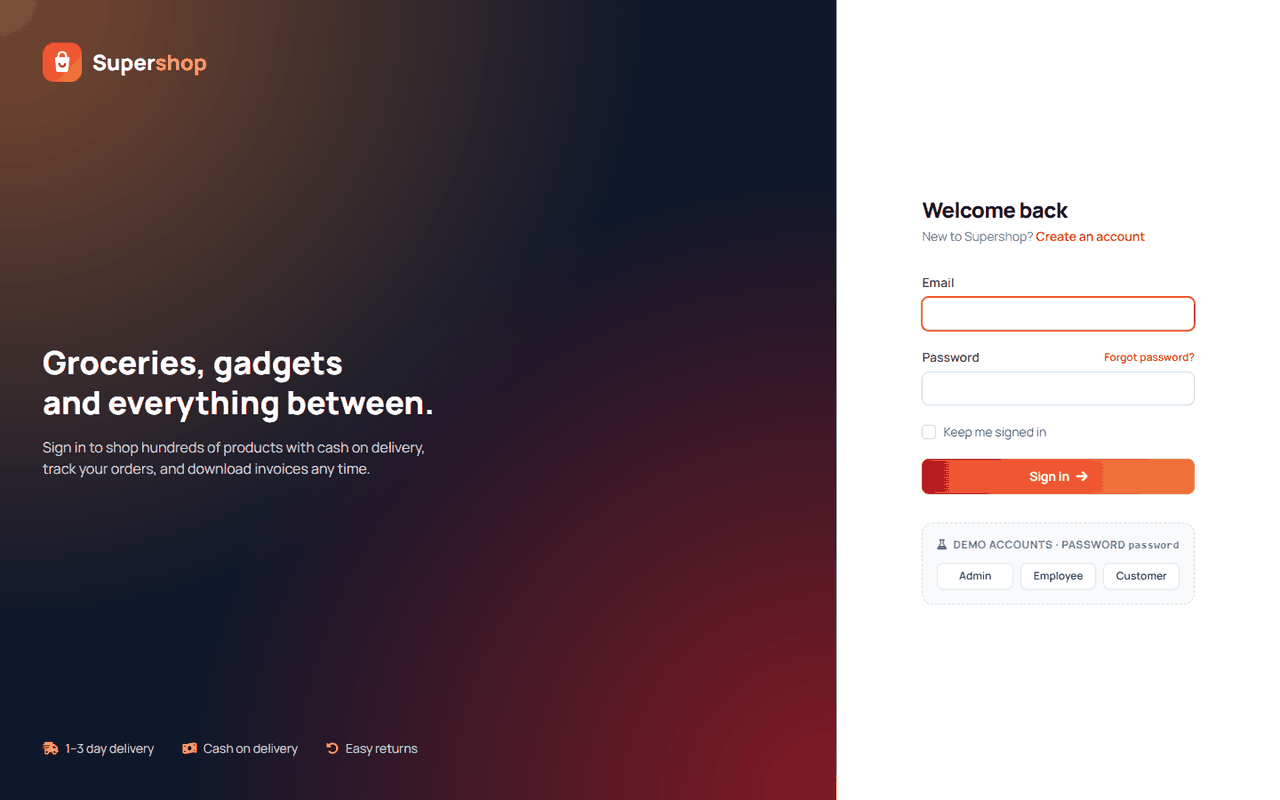 Supershop
Groceries, gadgets
and everything between.
Sign in to shop hundreds of products with cash on delivery,
track your orders, and download invoices any time.
1–3 day delivery
Cash on delivery
Easy returns
Welcome back
New to Supershop? Create an account
Email
Password
Forgot password?
Keep me signed in
Sign in →
DEMO ACCOUNTS · PASSWORD password
Admin
Employee
Customer